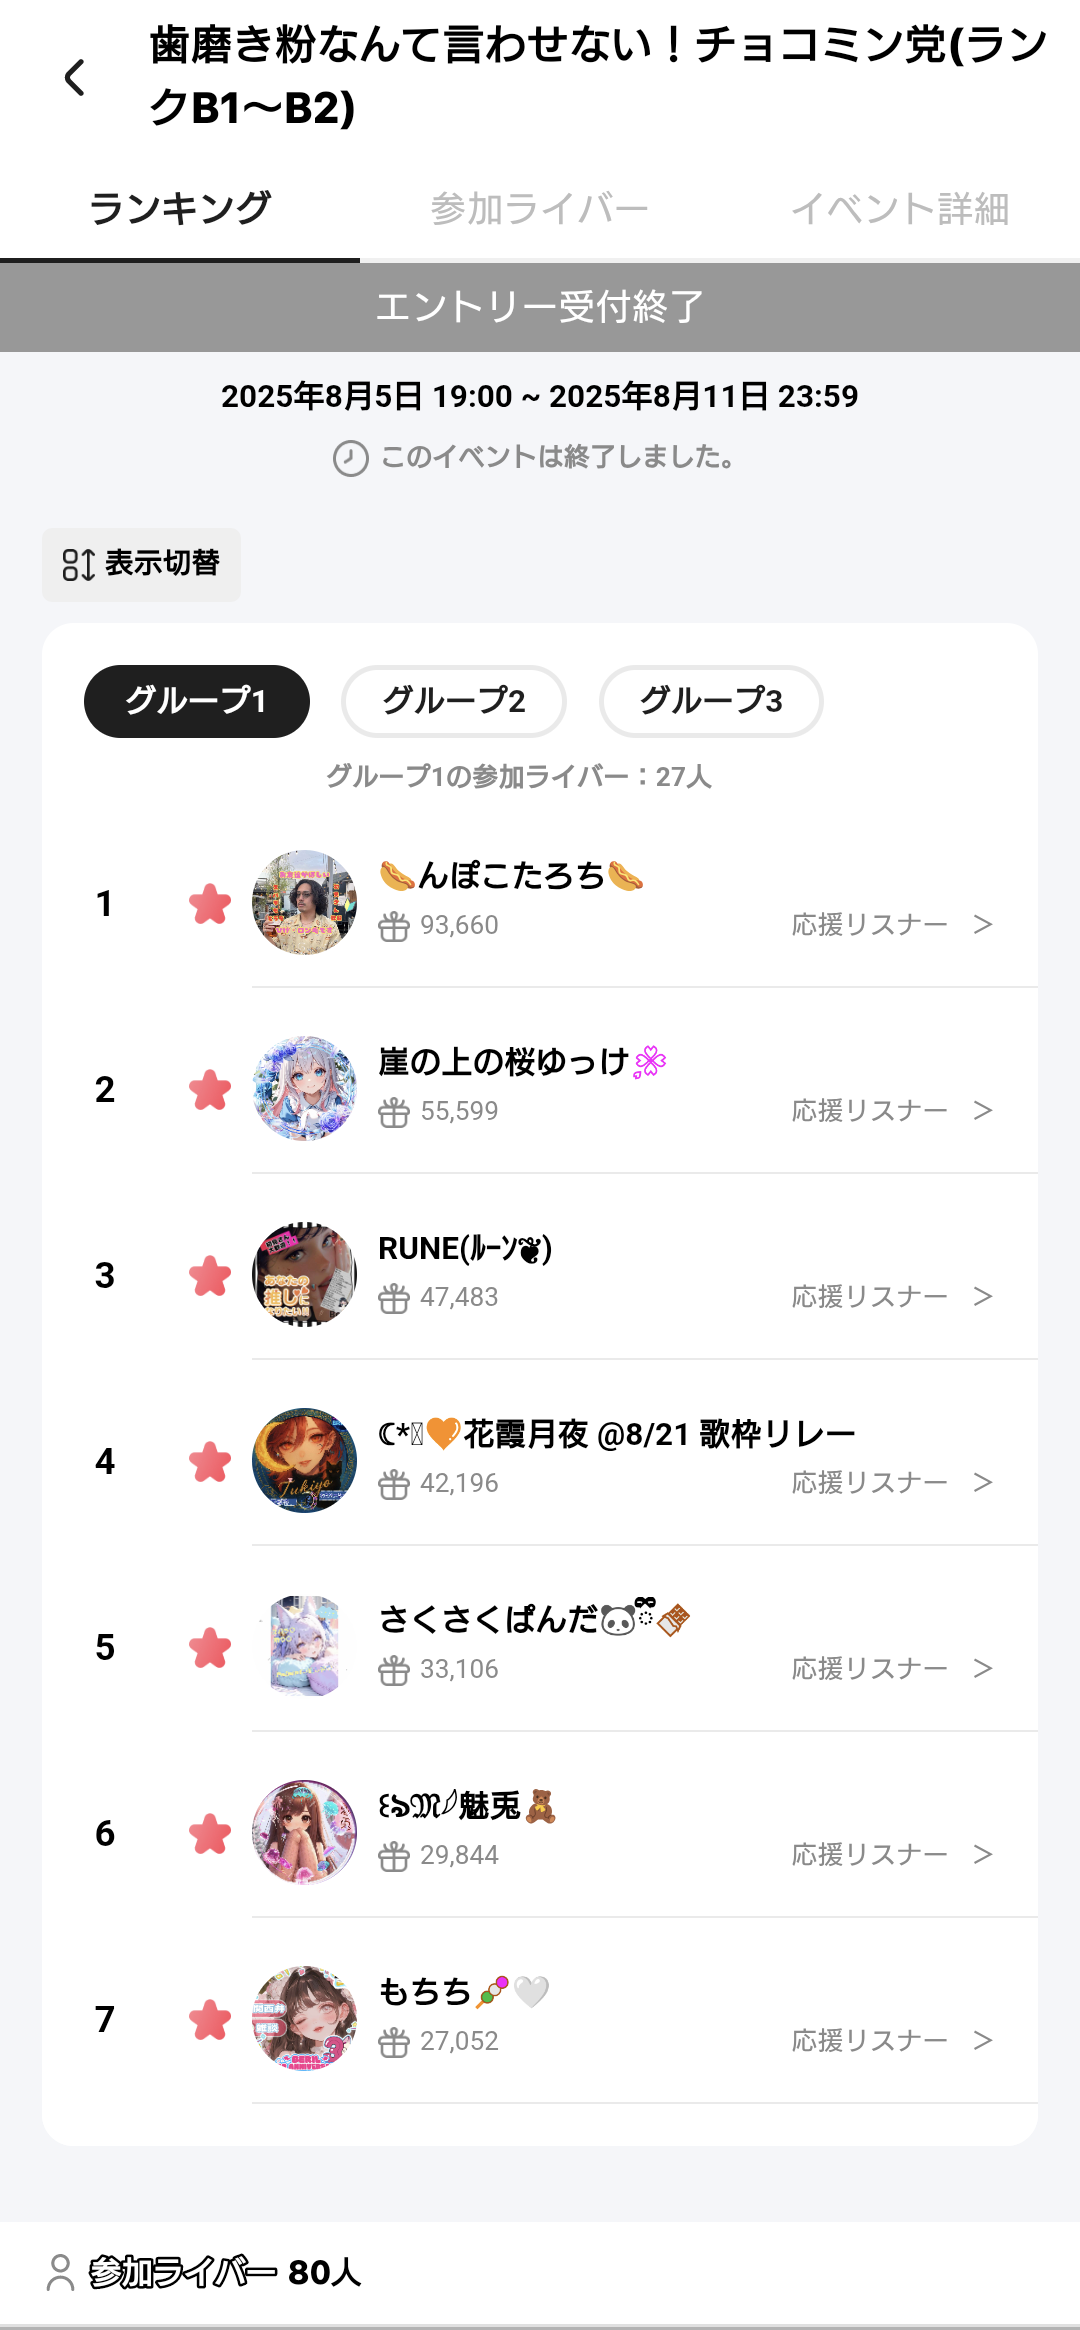 歯磨き粉なんて言わせない！チョコミン党(ラン
クB1〜B2)
ランキング 参加ライバー イベント詳細
エントリー受付終了
2025年8月5日 19:00 ~ 2025年8月11日 23:59
このイベントは終了しました。
表示切替
グループ1 グループ2 グループ3
グループ1の参加ライバー：27人
1 🌭んぽこたろち🌭
93,660 応援リスナー >
2 崖の上の桜ゆっけ
55,599 応援リスナー >
3 RUNE(ﾙｰﾝ❦)
47,483 応援リスナー >
4 ☾*🧡花霞月夜 @8/21 歌枠リレー
42,196 応援リスナー >
5 さくさくぱんだ🐼🍫
33,106 応援リスナー >
6 魅兎🧸
29,844 応援リスナー >
7 もちち🍡🤍
27,052 応援リスナー >
参加ライバー 80人